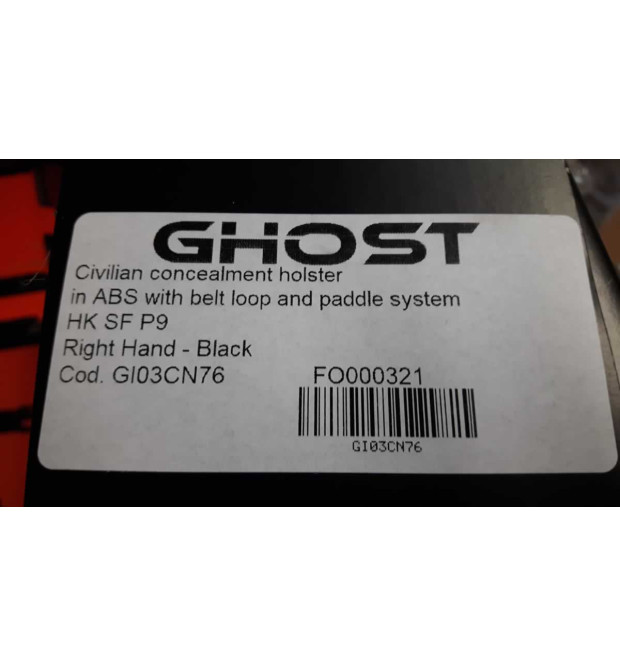 GHOST
Civilian concealment holster
in ABS with belt loop and paddle system
HK SF P9
Right Hand - Black
Cod. GI03CN76 FO000321
GI03CN76